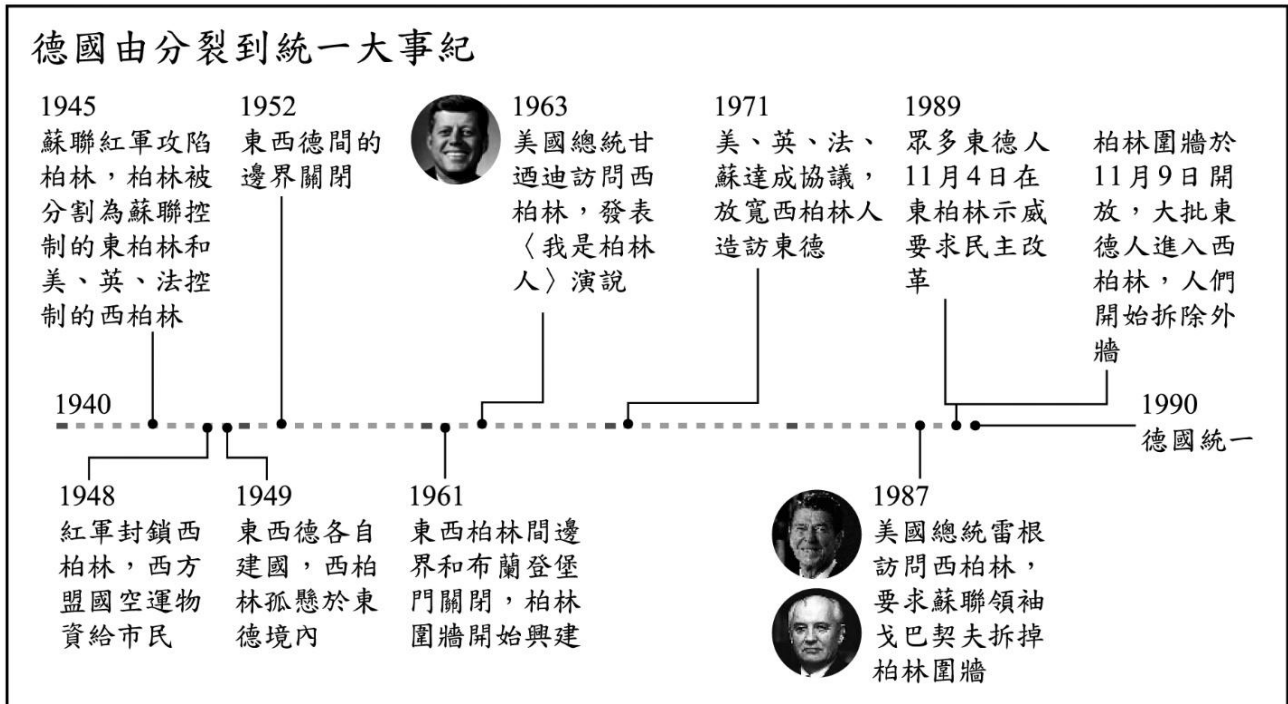 德國由分裂到統一大事紀
1945
蘇聯紅軍攻陷
柏林，柏林被
分割為蘇聯控
制的東柏林和
美、英、法控
制的西柏林
1952
東西德間的
邊界關閉
1963
美國總統甘
迺迪訪問西
柏林，發表
〈我是柏林
人〉演說
1971
美、英、法、
蘇達成協議，
放寬西柏林人
造訪東德
1989
眾多東德人
11月4日在
東柏林示威
要求民主改
革
柏林圍牆於
11月9日開
放，大批東
德人進入西
柏林，人們
開始拆除外
牆
1940
1990
德國統一
1948
紅軍封鎖西
柏林，西方
盟國空運物
資給市民
1949
東西德各自
建國，西柏
林孤懸於東
德境內
1961
東西柏林間邊
界和布蘭登堡
門關閉，柏林
圍牆開始興建
1987
美國總統雷根
訪問西柏林，
要求蘇聯領袖
戈巴契夫拆掉
柏林圍牆